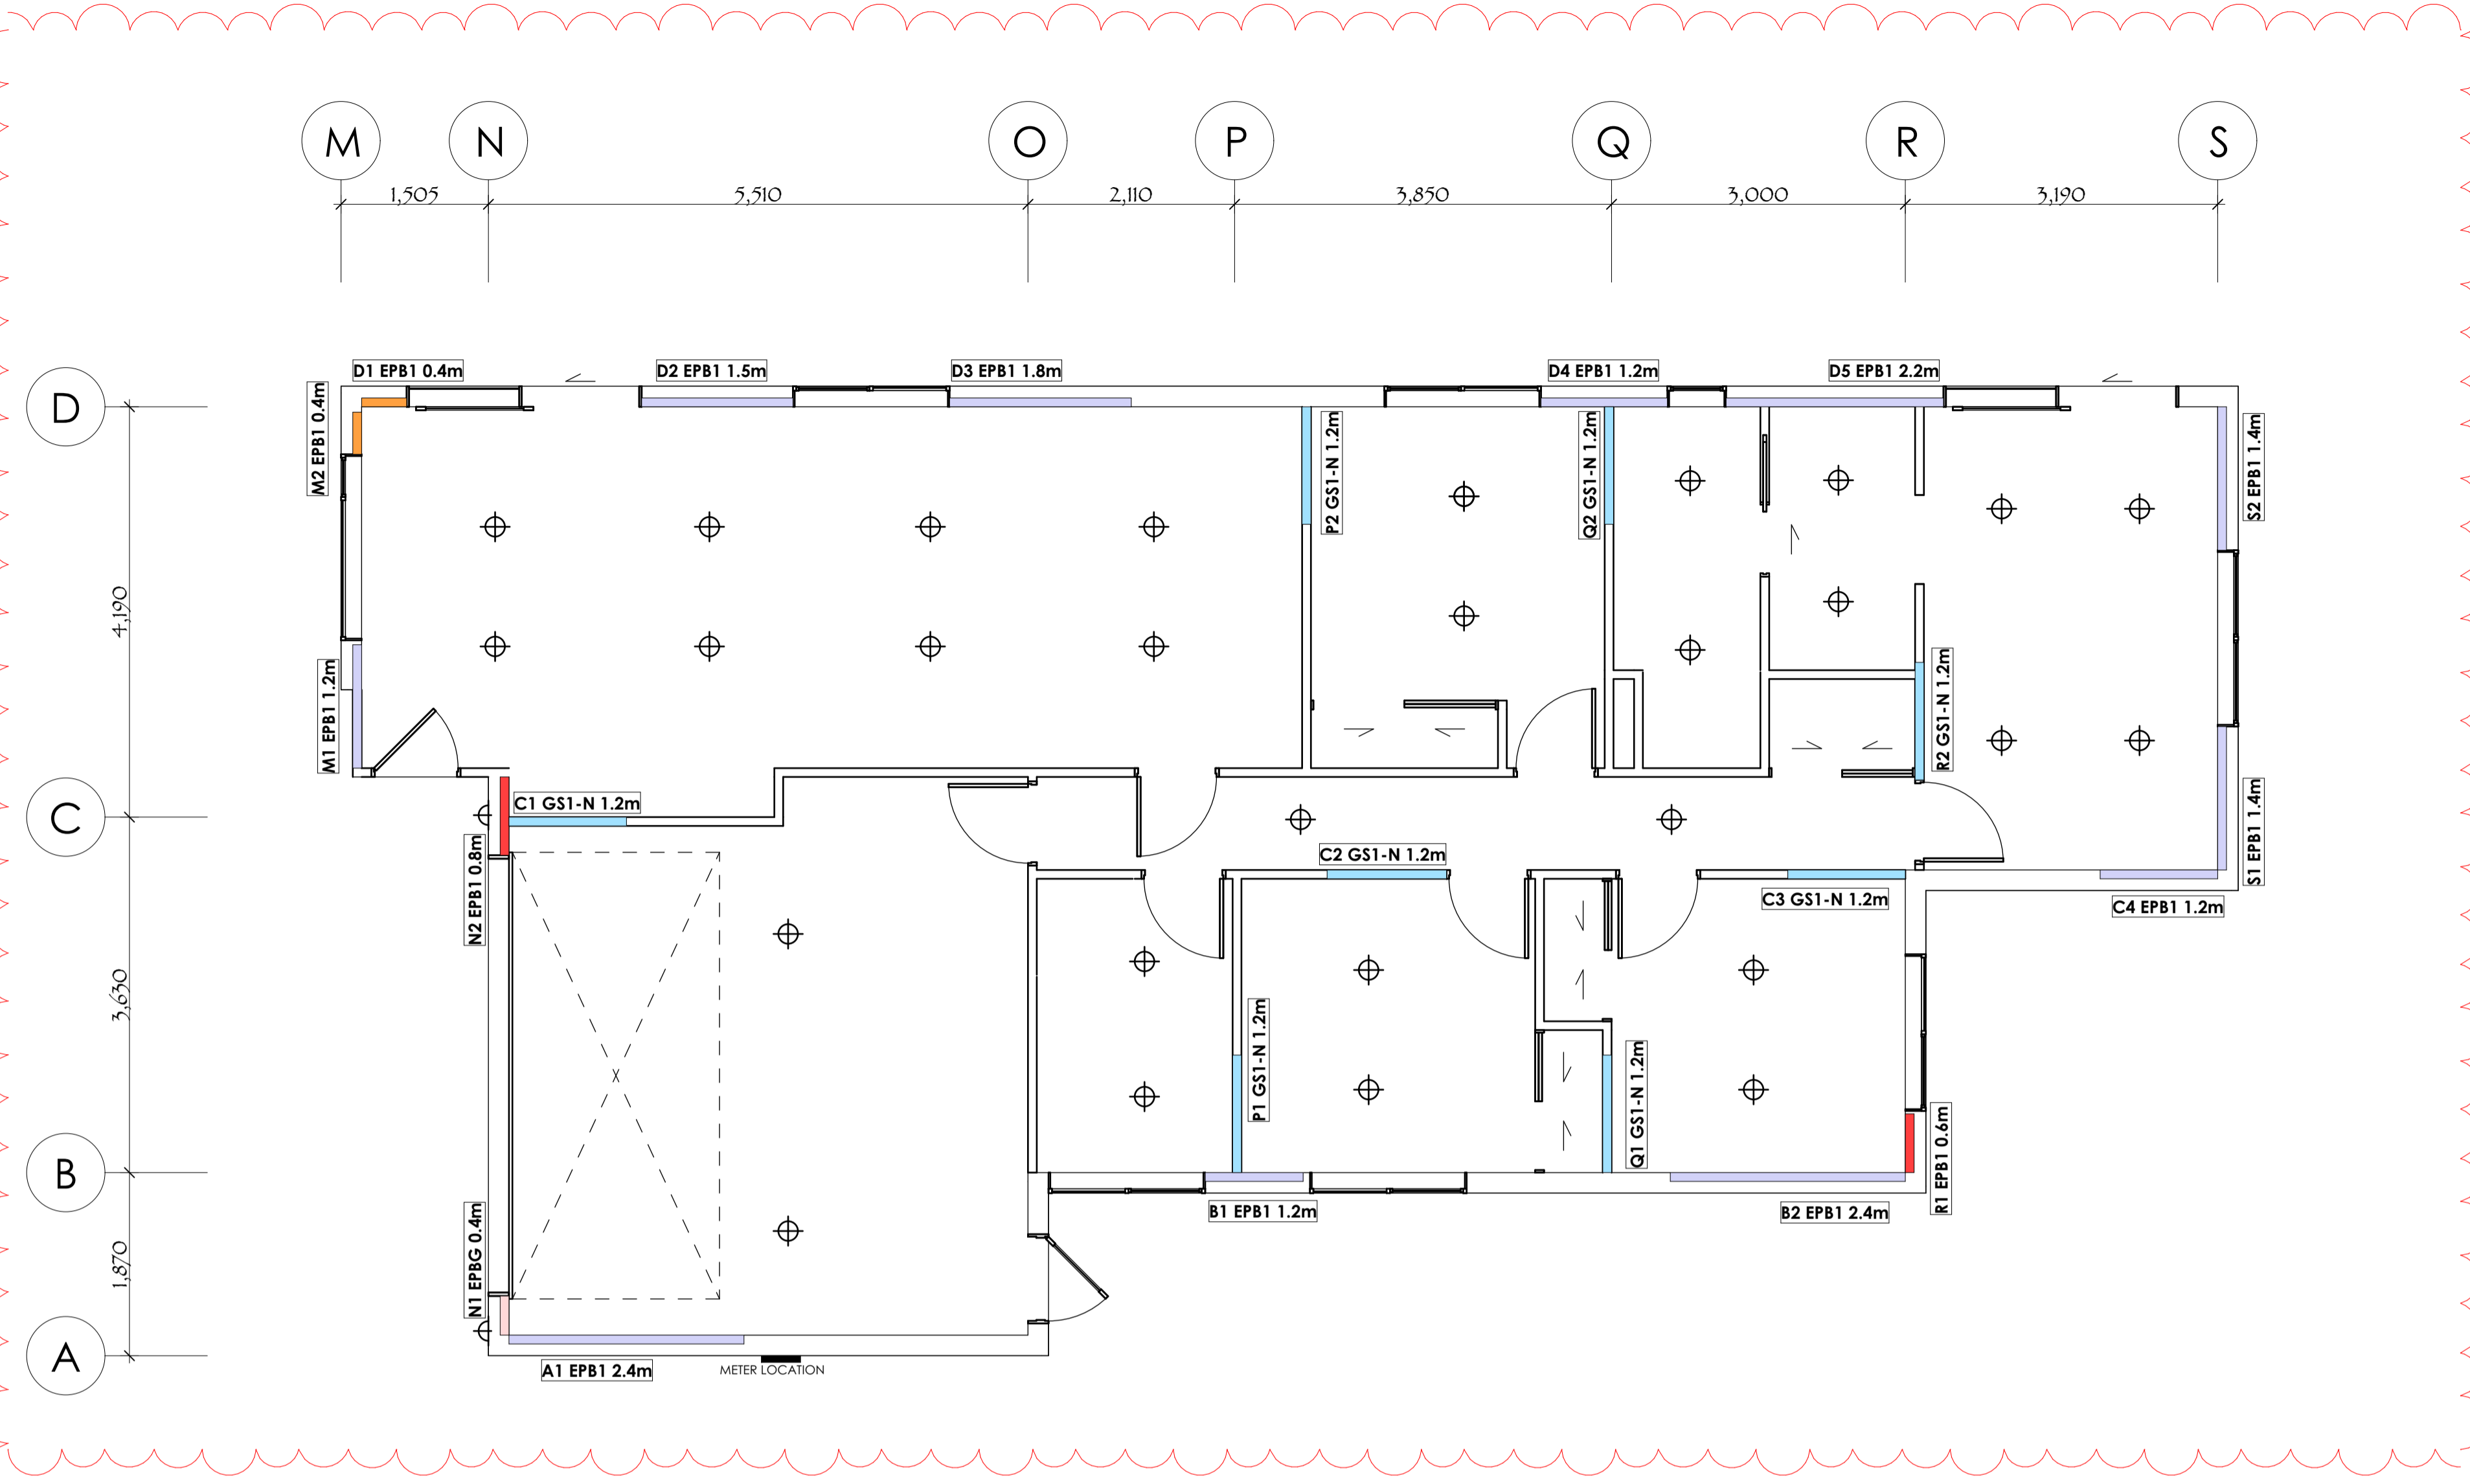 M N O P Q R S
1,505 5,510 2,110 3,850 3,000 3,190
D1 EPB1 0.4m D2 EPB1 1.5m D3 EPB1 1.8m D4 EPB1 1.2m D5 EPB1 2.2m
D
M2 EPB1 0.4m
P2 GS1-N 1.2m
Q2 GS1-N 1.2m
S2 EPB1 1.4m
4,190
M1 EPB1 1.2m
R2 GS1-N 1.2m
C
C1 GS1-N 1.2m
N2 EPB1 0.8m
C2 GS1-N 1.2m
S1 EPB1 1.4m
C3 GS1-N 1.2m
C4 EPB1 1.2m
3,630
P1 GS1-N 1.2m
Q1 GS1-N 1.2m
R1 EPB1 0.6m
B
B1 EPB1 1.2m B2 EPB1 2.4m
N1 EPBG 0.4m
1,870
A
A1 EPB1 2.4m METER LOCATION